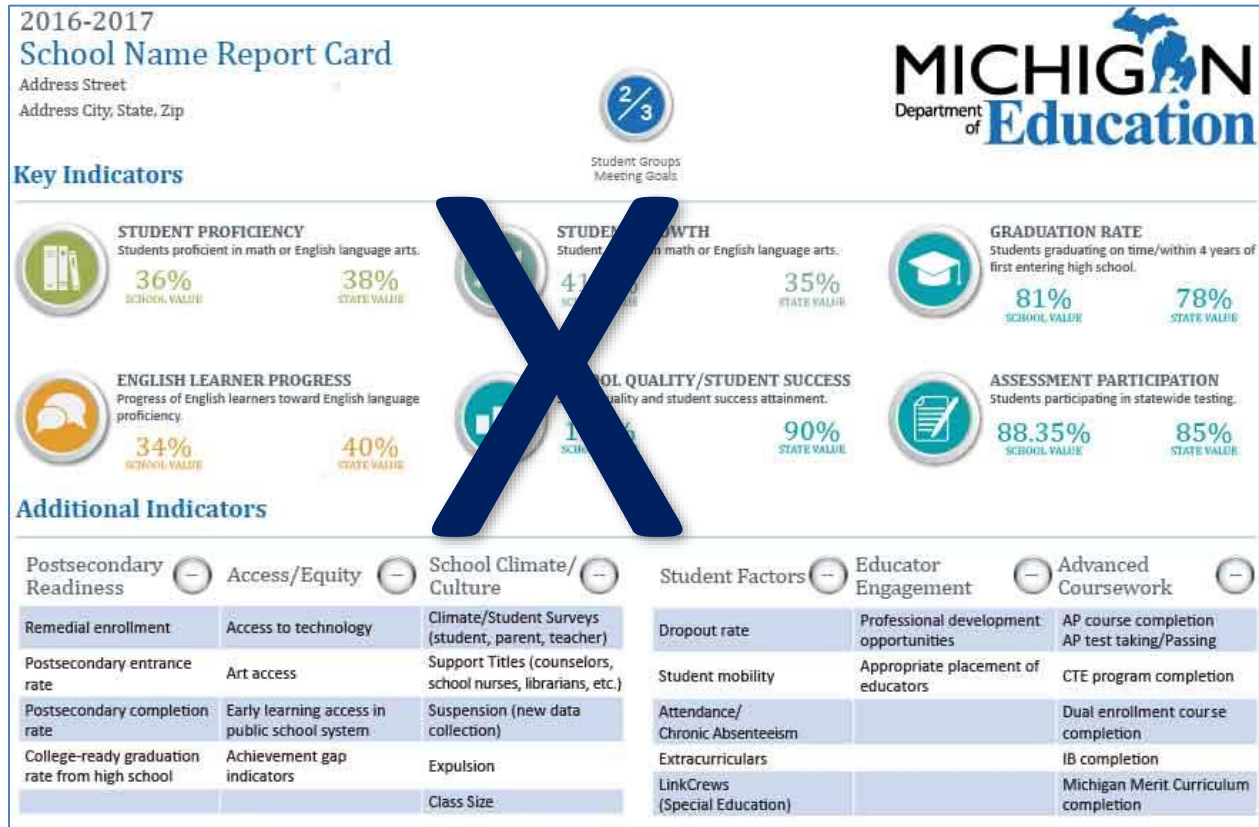 2016-2017
School Name Report Card
Address Street
Address City, State, Zip
2/3
Student Groups
Meeting Goals
MICHIGAN
Department
of Education
Key Indicators
STUDENT PROFICIENCY
Students proficient in math or English language arts.
36%
SCHOOL VALUE
38%
STATE VALUE
Student
math or English language arts.
35%
STATE VALUE
GRADUATION RATE
Students graduating on time/within 4 years of
first entering high school.
81%
SCHOOL VALUE
78%
STATE VALUE
ENGLISH LEARNER PROGRESS
Progress of English learners toward English language
proficiency.
34%
SCHOOL VALUE
40%
STATE VALUE
QUALITY/STUDENT SUCCESS
and student success attainment.
90%
STATE VALUE
ASSESSMENT PARTICIPATION
Students participating in statewide testing.
88.35%
SCHOOL VALUE
85%
STATE VALUE
X
Additional Indicators
Postsecondary
Readiness
Remedial enrollment
Postsecondary entrance
rate
Postsecondary completion
rate
College-ready graduation
rate from high school
Access/Equity
Access to technology
Art access
Early learning access in
public school system
Achievement gap
indicators
School Climate/
Culture
Climate/Student Surveys
(student, parent, teacher)
Support Titles (counselors,
school nurses, librarians, etc.)
Suspension (new data
collection)
Expulsion
Class Size
Student Factors
Dropout rate
Student mobility
Attendance/
Chronic Absenteeism
Extracurriculars
LinkCrews
(Special Education)
Educator
Engagement
Professional development
opportunities
Appropriate placement of
educators
Advanced
Coursework
AP course completion
AP test taking/Passing
CTE program completion
Dual enrollment course
completion
IB completion
Michigan Merit Curriculum
completion